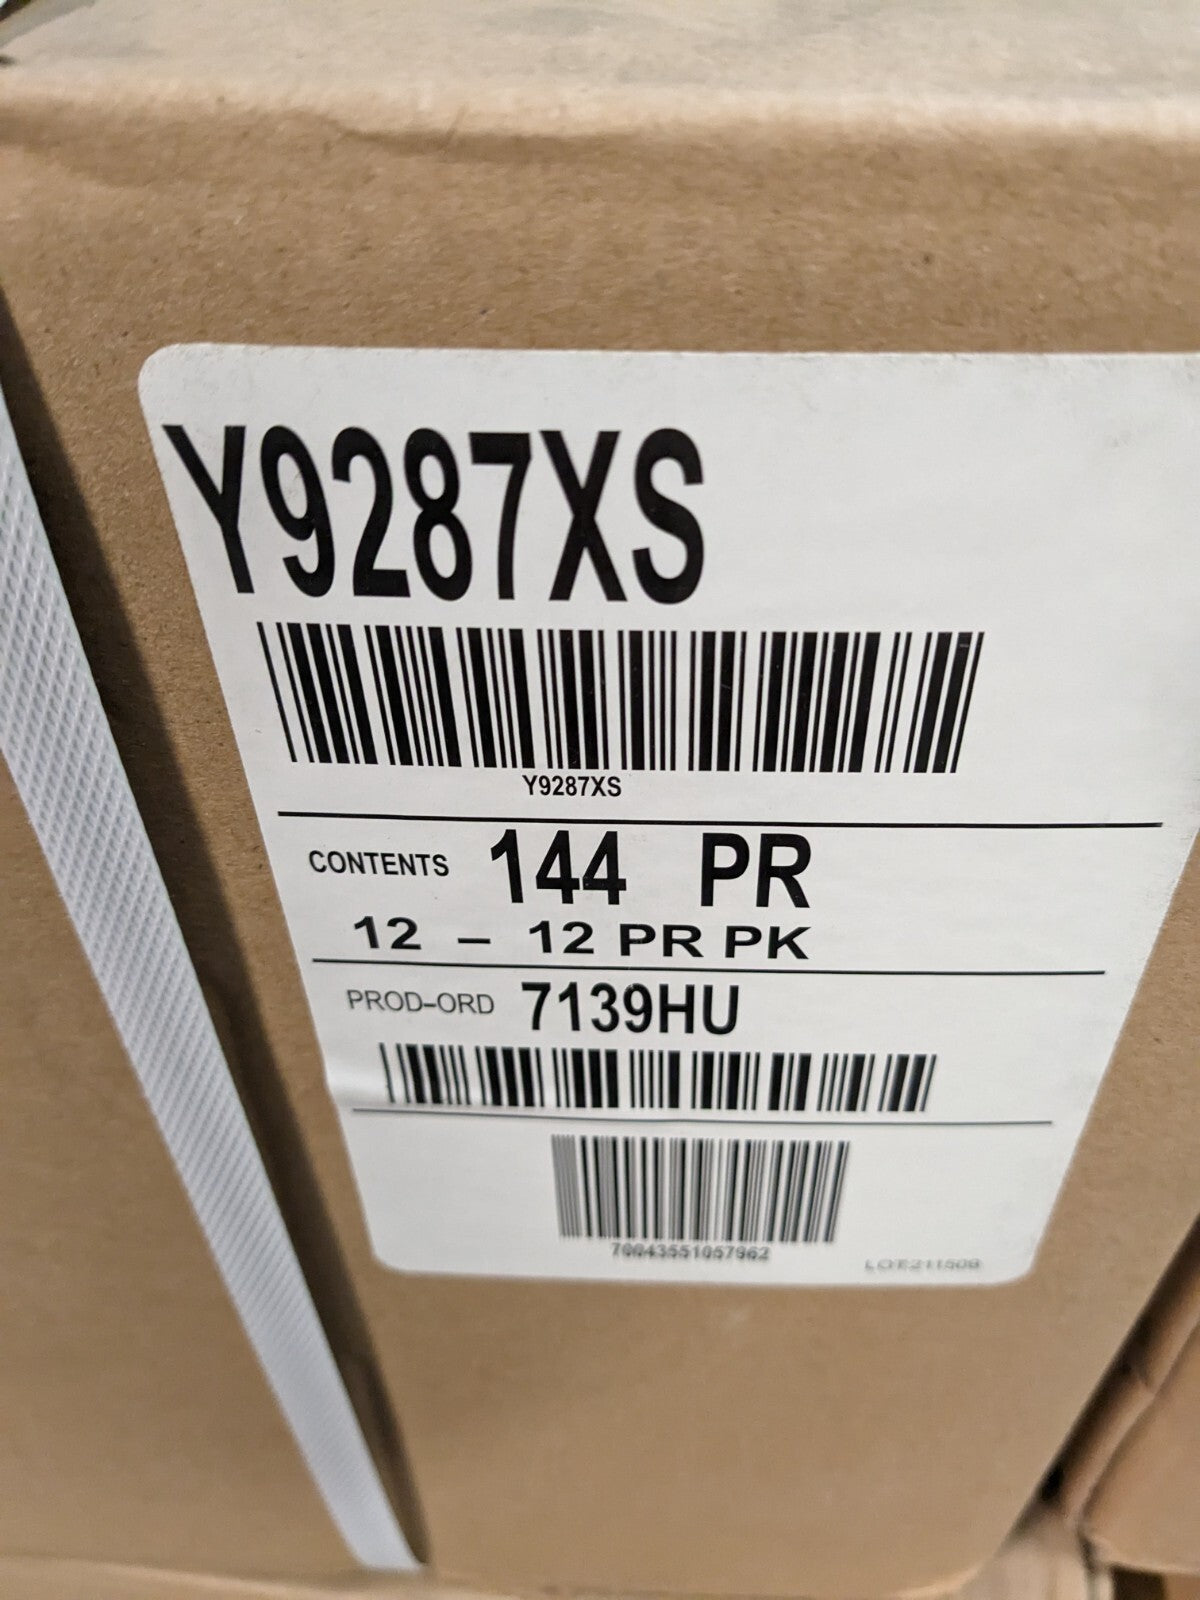 Y9287XS
Y9287XS
CONTENTS 144 PR
12 – 12 PR PK
PROD-ORD 7139HU
70043551057962